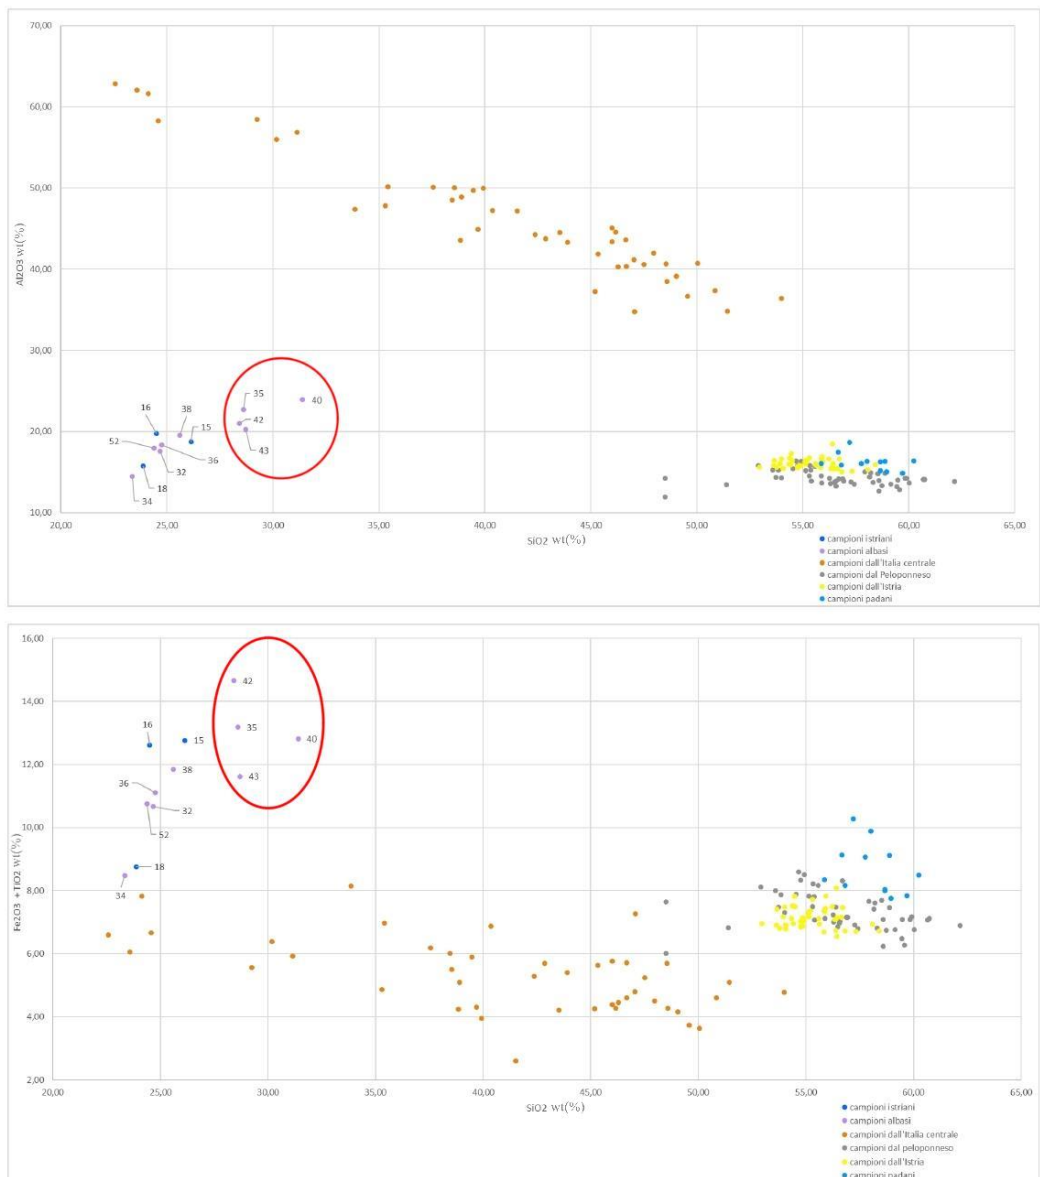 70,00
60,00
50,00
40,00
30,00
20,00
10,00
Al2O3 wt(%)
35
40
42
43
16
38
15
52
36
32
18
34
20,00 25,00 30,00 35,00 40,00 45,00 50,00 55,00 60,00 65,00
SiO2 wt(%)
campioni istriani
campioni albasi
campioni dall'Italia centrale
campioni dal Peloponneso
campioni dall'Istria
campioni padani
16,00
14,00
12,00
10,00
8,00
6,00
4,00
2,00
Fe2O3 + TiO2 wt(%)
42
35
40
43
16
15
38
36
32
52
18
34
20,00 25,00 30,00 35,00 40,00 45,00 50,00 55,00 60,00 65,00
SiO2 wt(%)
campioni istriani
campioni albasi
campioni dall'Italia centrale
campioni dal peloponneso
campioni dall'Istria
campioni padani